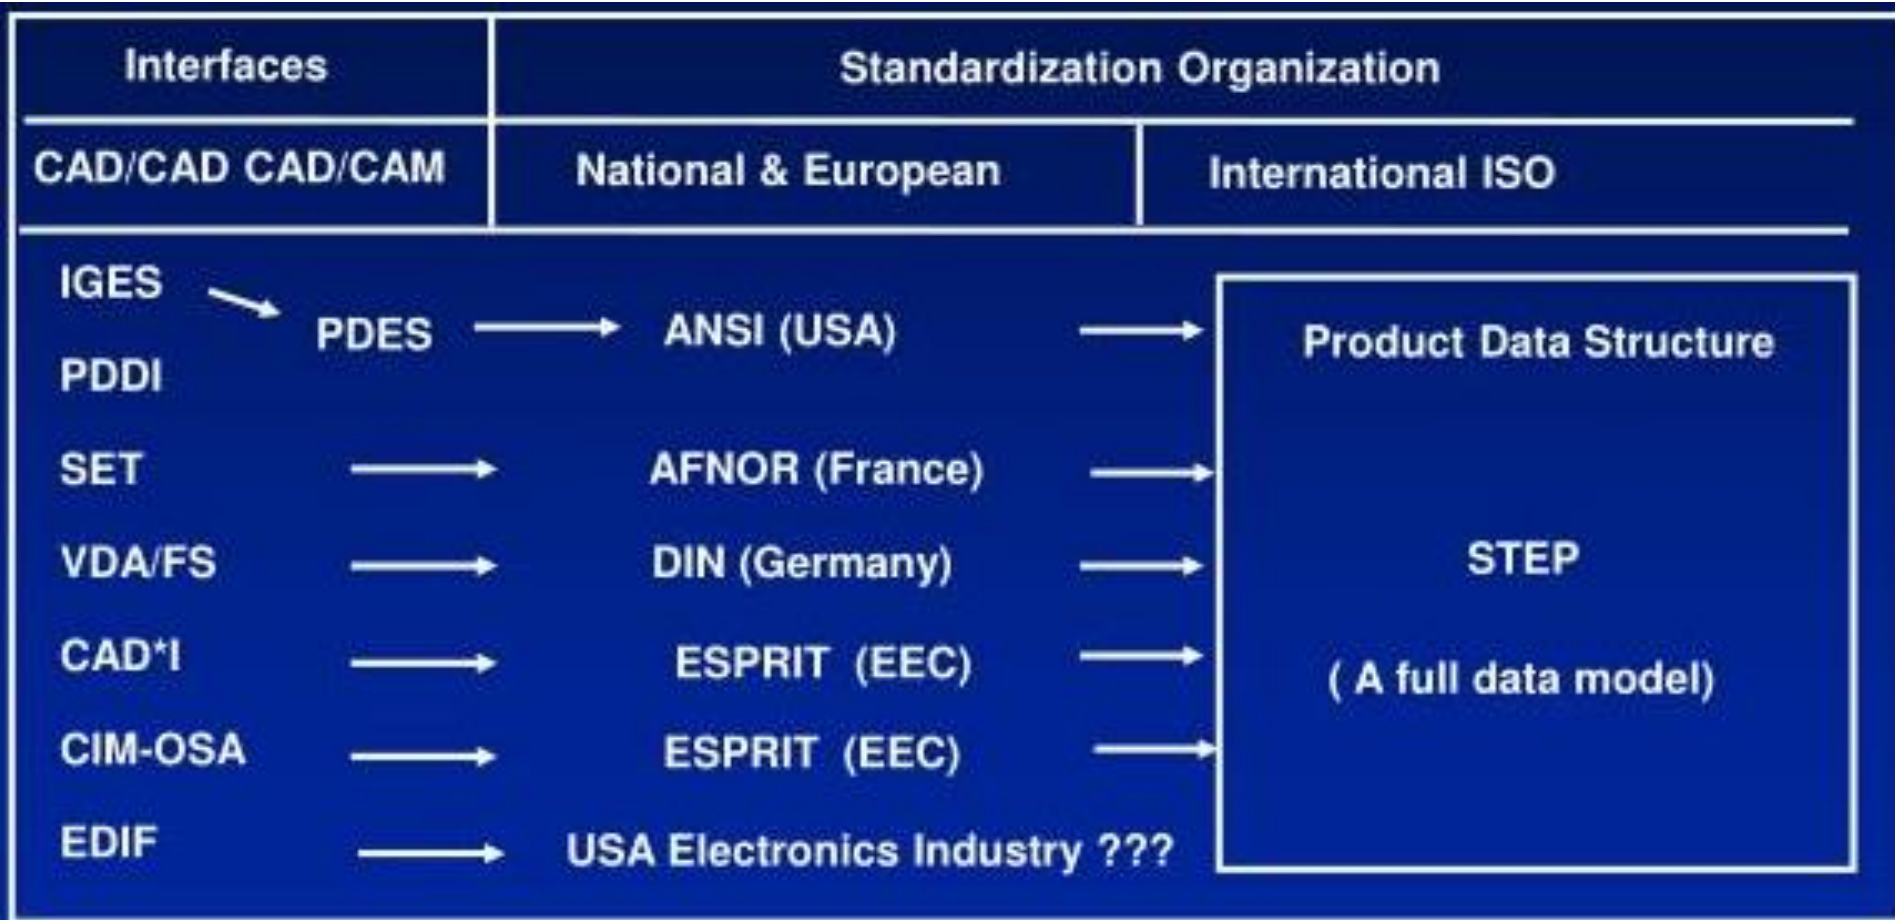 Interfaces
Standardization Organization
CAD/CAD CAD/CAM
National & European
International ISO
IGES
PDES
ANSI (USA)
Product Data Structure
PDDI
SET
AFNOR (France)
VDA/FS
DIN (Germany)
STEP
CAD*I
ESPRIT (EEC)
( A full data model)
CIM-OSA
ESPRIT (EEC)
EDIF
USA Electronics Industry ???